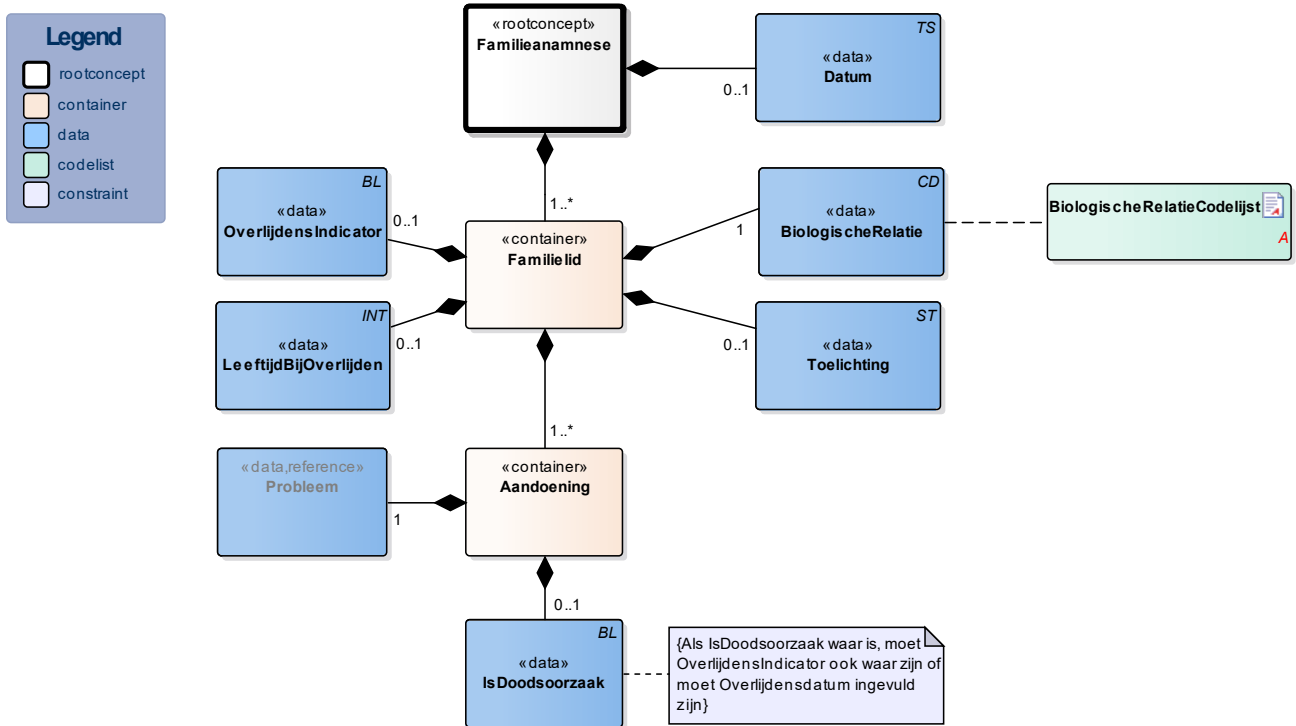 Legend
rootconcept
container
data
codelist
constraint
«rootconcept»
Familieanamnese
TS
«data»
Datum
0..1
1..*
BL
«data»
OverlijdensIndicator
0..1
«container»
Familielid
CD
«data»
BiologischeRelatie
1
BiologischeRelatieCodelijst
A
INT
«data»
LeeftijdBijOverlijden
0..1
ST
«data»
Toelichting
0..1
1..*
«data,reference»
Probleem
1
«container»
Aandoening
0..1
BL
«data»
IsDoodsoorzaak
{Als IsDoodsoorzaak waar is, moet
OverlijdensIndicator ook waar zijn of
moet Overlijdensdatum ingevuld
zijn}